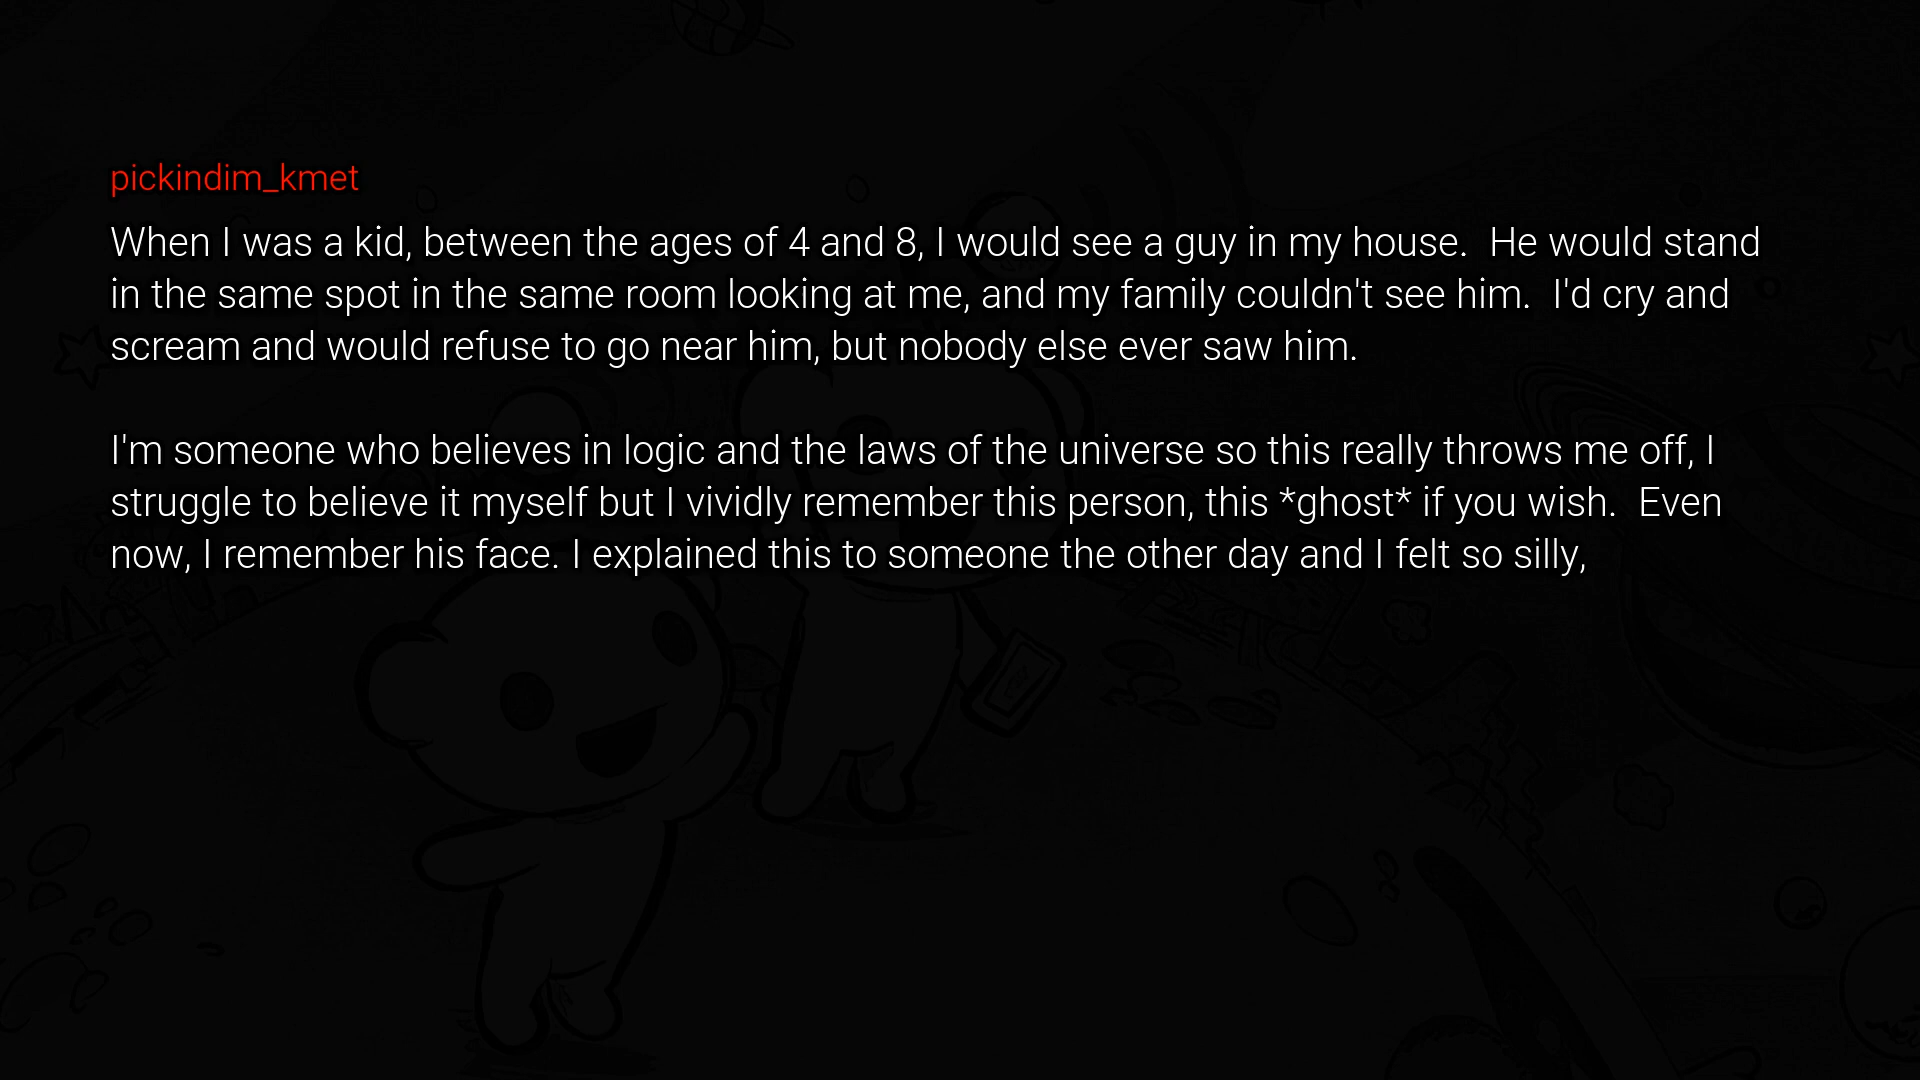 pickindim_kmet
When I was a kid, between the ages of 4 and 8, I would see a guy in my house.  He would stand
in the same spot in the same room looking at me, and my family couldn't see him.  I'd cry and
scream and would refuse to go near him, but nobody else ever saw him.
I'm someone who believes in logic and the laws of the universe so this really throws me off, I
struggle to believe it myself but I vividly remember this person, this *ghost* if you wish.  Even
now, I remember his face. I explained this to someone the other day and I felt so silly,